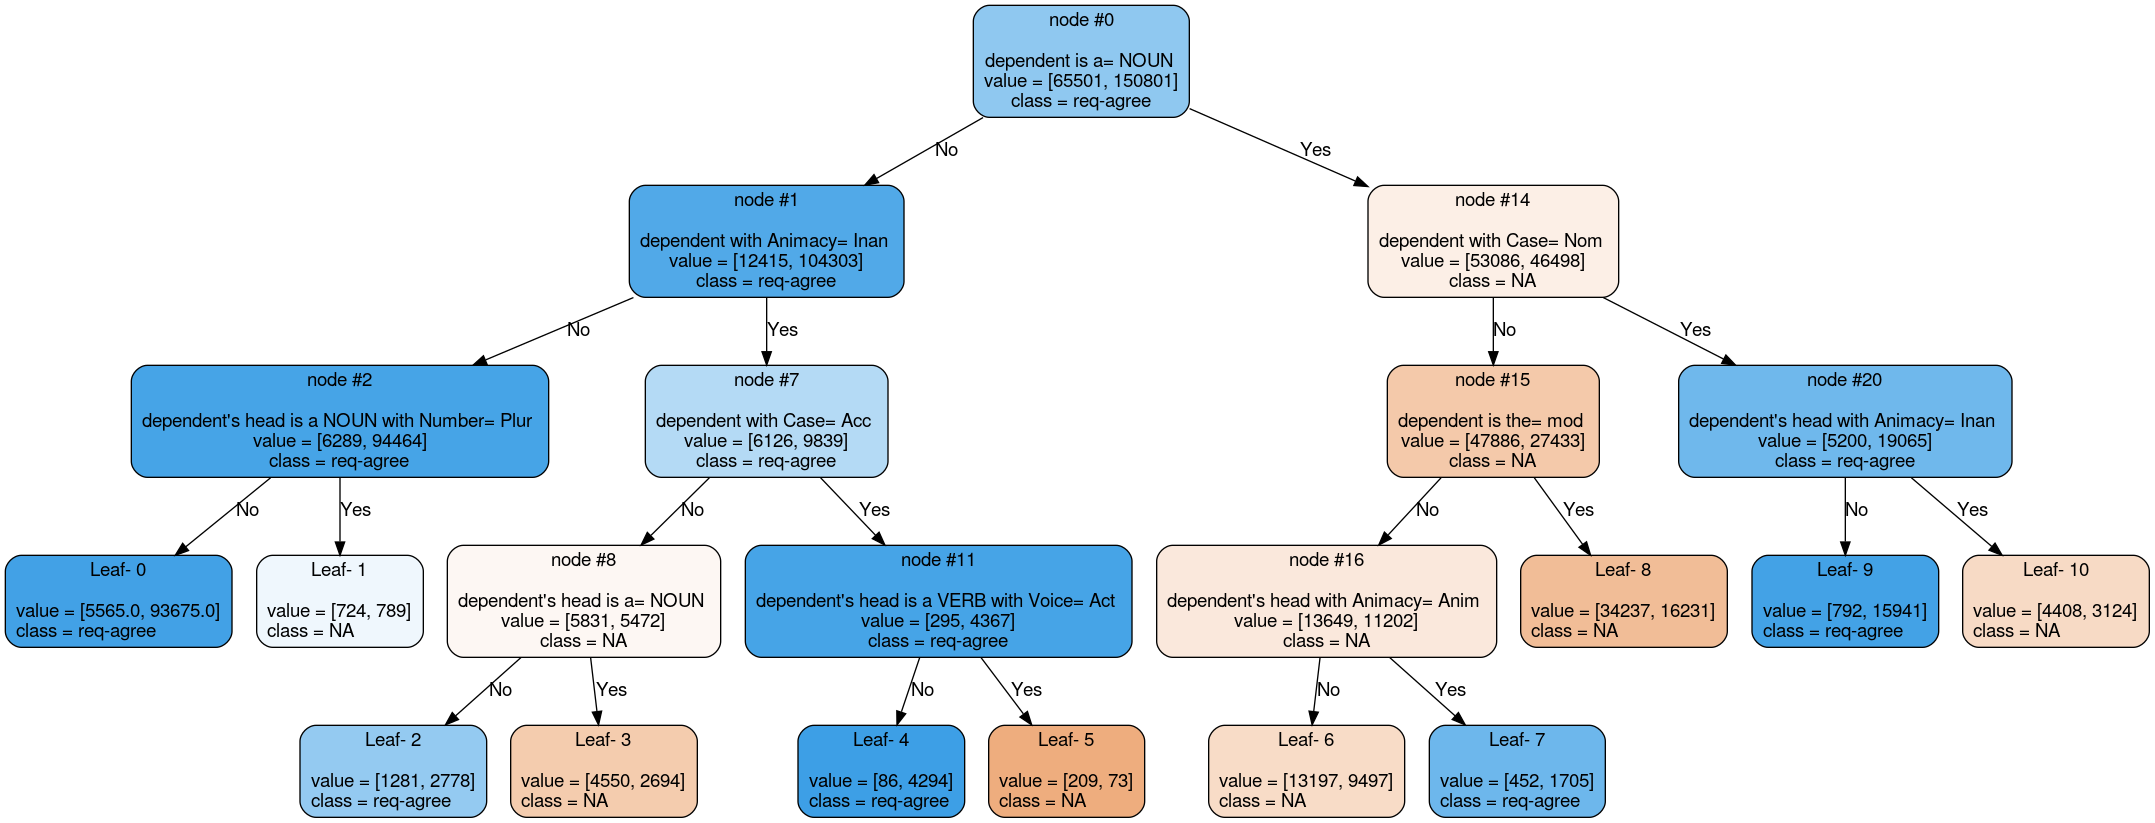 node #0
dependent is a= NOUN
value = [65501, 150801]
class = req-agree
No
Yes
node #1
dependent with Animacy= Inan
value = [12415, 104303]
class = req-agree
node #14
dependent with Case= Nom
value = [53086, 46498]
class = NA
No
Yes
No
Yes
node #2
dependent's head is a NOUN with Number= Plur
value = [6289, 94464]
class = req-agree
node #7
dependent with Case= Acc
value = [6126, 9839]
class = req-agree
node #15
dependent is the= mod
value = [47886, 27433]
class = NA
node #20
dependent's head with Animacy= Inan
value = [5200, 19065]
class = req-agree
No
Yes
No
Yes
No
Yes
No
Yes
Leaf- 0
value = [5565.0, 93675.0]
class = req-agree
Leaf- 1
value = [724, 789]
class = NA
node #8
dependent's head is a= NOUN
value = [5831, 5472]
class = NA
node #11
dependent's head is a VERB with Voice= Act
value = [295, 4367]
class = req-agree
node #16
dependent's head with Animacy= Anim
value = [13649, 11202]
class = NA
Leaf- 8
value = [34237, 16231]
class = NA
Leaf- 9
value = [792, 15941]
class = req-agree
Leaf- 10
value = [4408, 3124]
class = NA
No
Yes
No
Yes
No
Yes
Leaf- 2
value = [1281, 2778]
class = req-agree
Leaf- 3
value = [4550, 2694]
class = NA
Leaf- 4
value = [86, 4294]
class = req-agree
Leaf- 5
value = [209, 73]
class = NA
Leaf- 6
value = [13197, 9497]
class = NA
Leaf- 7
value = [452, 1705]
class = req-agree